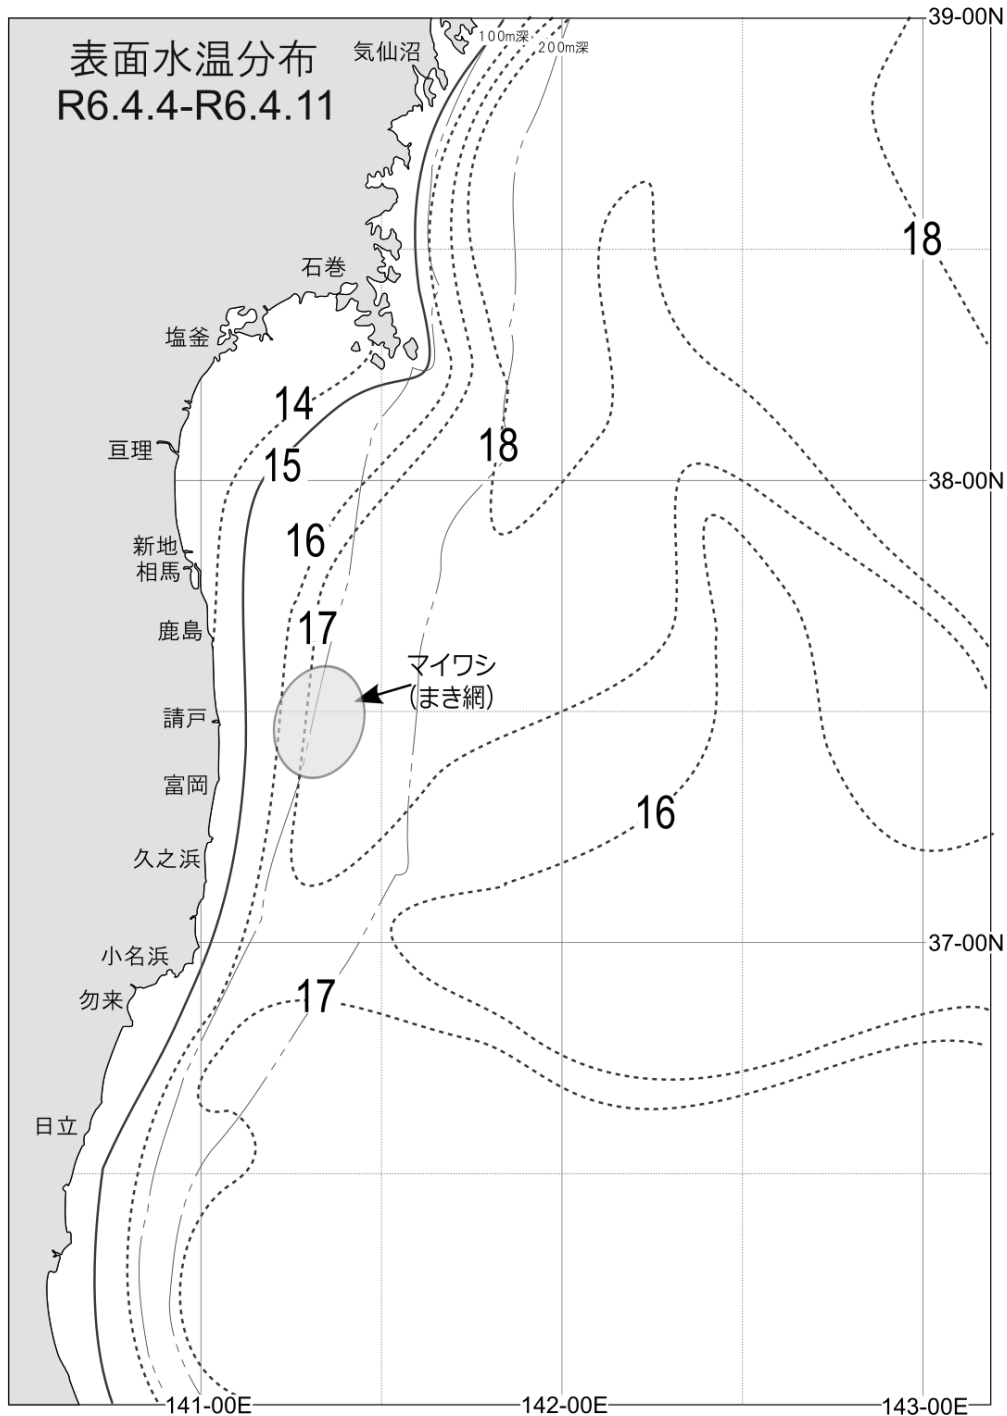 表面水温分布
R6.4.4-R6.4.11
気仙沼
100m深
200m深
39-00N
18
石巻
塩釜
14
18
亘理
15
38-00N
16
新地
相馬
鹿島
17
マイワシ
(まき網)
請戸
富岡
16
久之浜
37-00N
小名浜
17
勿来
日立
141-00E
142-00E
143-00E